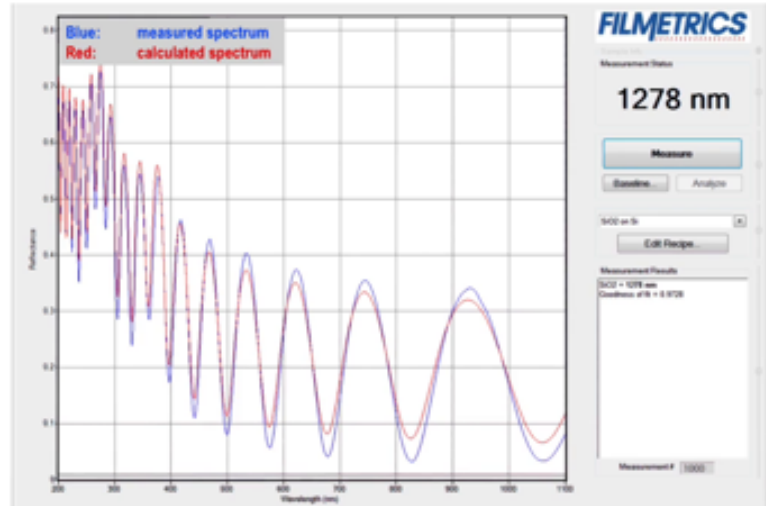 Blue: measured spectrum
Red: calculated spectrum
0.8
0.7
0.6
0.5
0.4
0.3
0.2
0.1
0
200 300 400 500 600 700 800 900 1000 1100
Reflectance
Wavelength (nm)
FILMETRICS
Measurement Status
1278 nm
Measure
Baseline... Analyze
SiO2 on Si
Edit Recipe...
Measurement Results
SiO2 = 1278 nm
Goodness of fit = 0.9728
Measurement # 1000